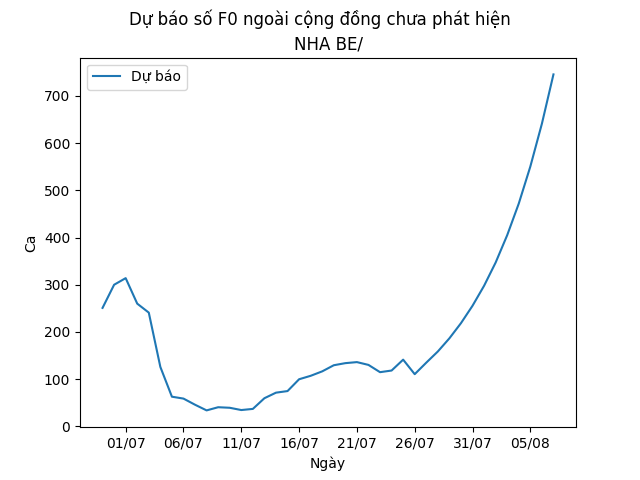 Dự báo số F0 ngoài cộng đồng chưa phát hiện
NHA BE/
Dự báo
Ca
700
600
500
400
300
200
100
0
01/07 06/07 11/07 16/07 21/07 26/07 31/07 05/08
Ngày